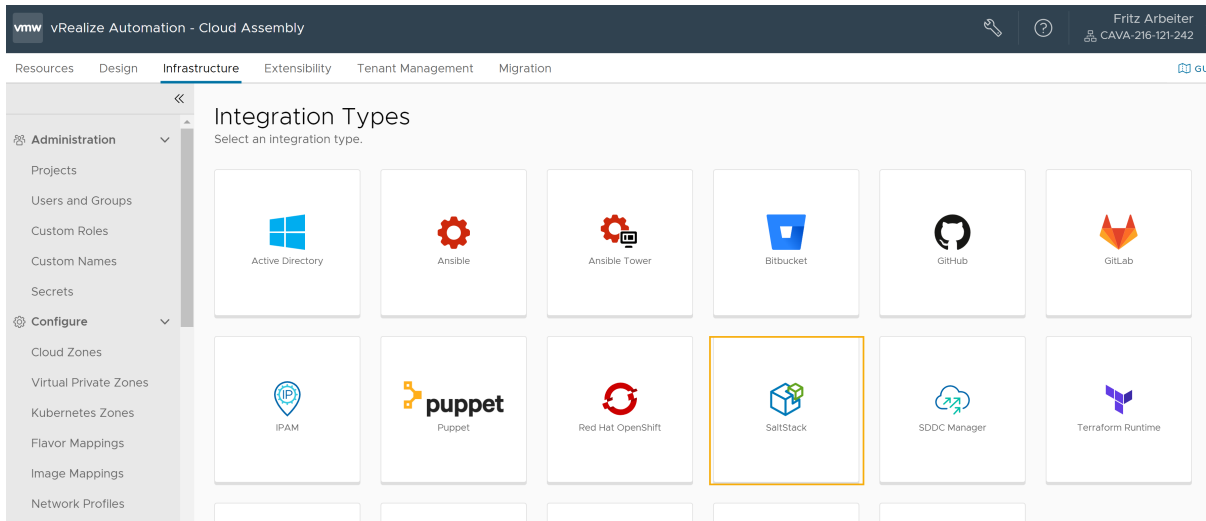 vmw vRealize Automation - Cloud Assembly
Fritz Arbeiter
CAVA-216-121-242
Resources Design Infrastructure Extensibility Tenant Management Migration
GU
Administration
Projects
Users and Groups
Custom Roles
Custom Names
Secrets
Configure
Cloud Zones
Virtual Private Zones
Kubernetes Zones
Flavor Mappings
Image Mappings
Network Profiles
Integration Types
Select an integration type.
Active Directory
Ansible
Ansible Tower
Bitbucket
GitHub
GitLab
IP
IPAM
puppet
Puppet
Red Hat OpenShift
SaltStack
SDDC Manager
Terraform Runtime